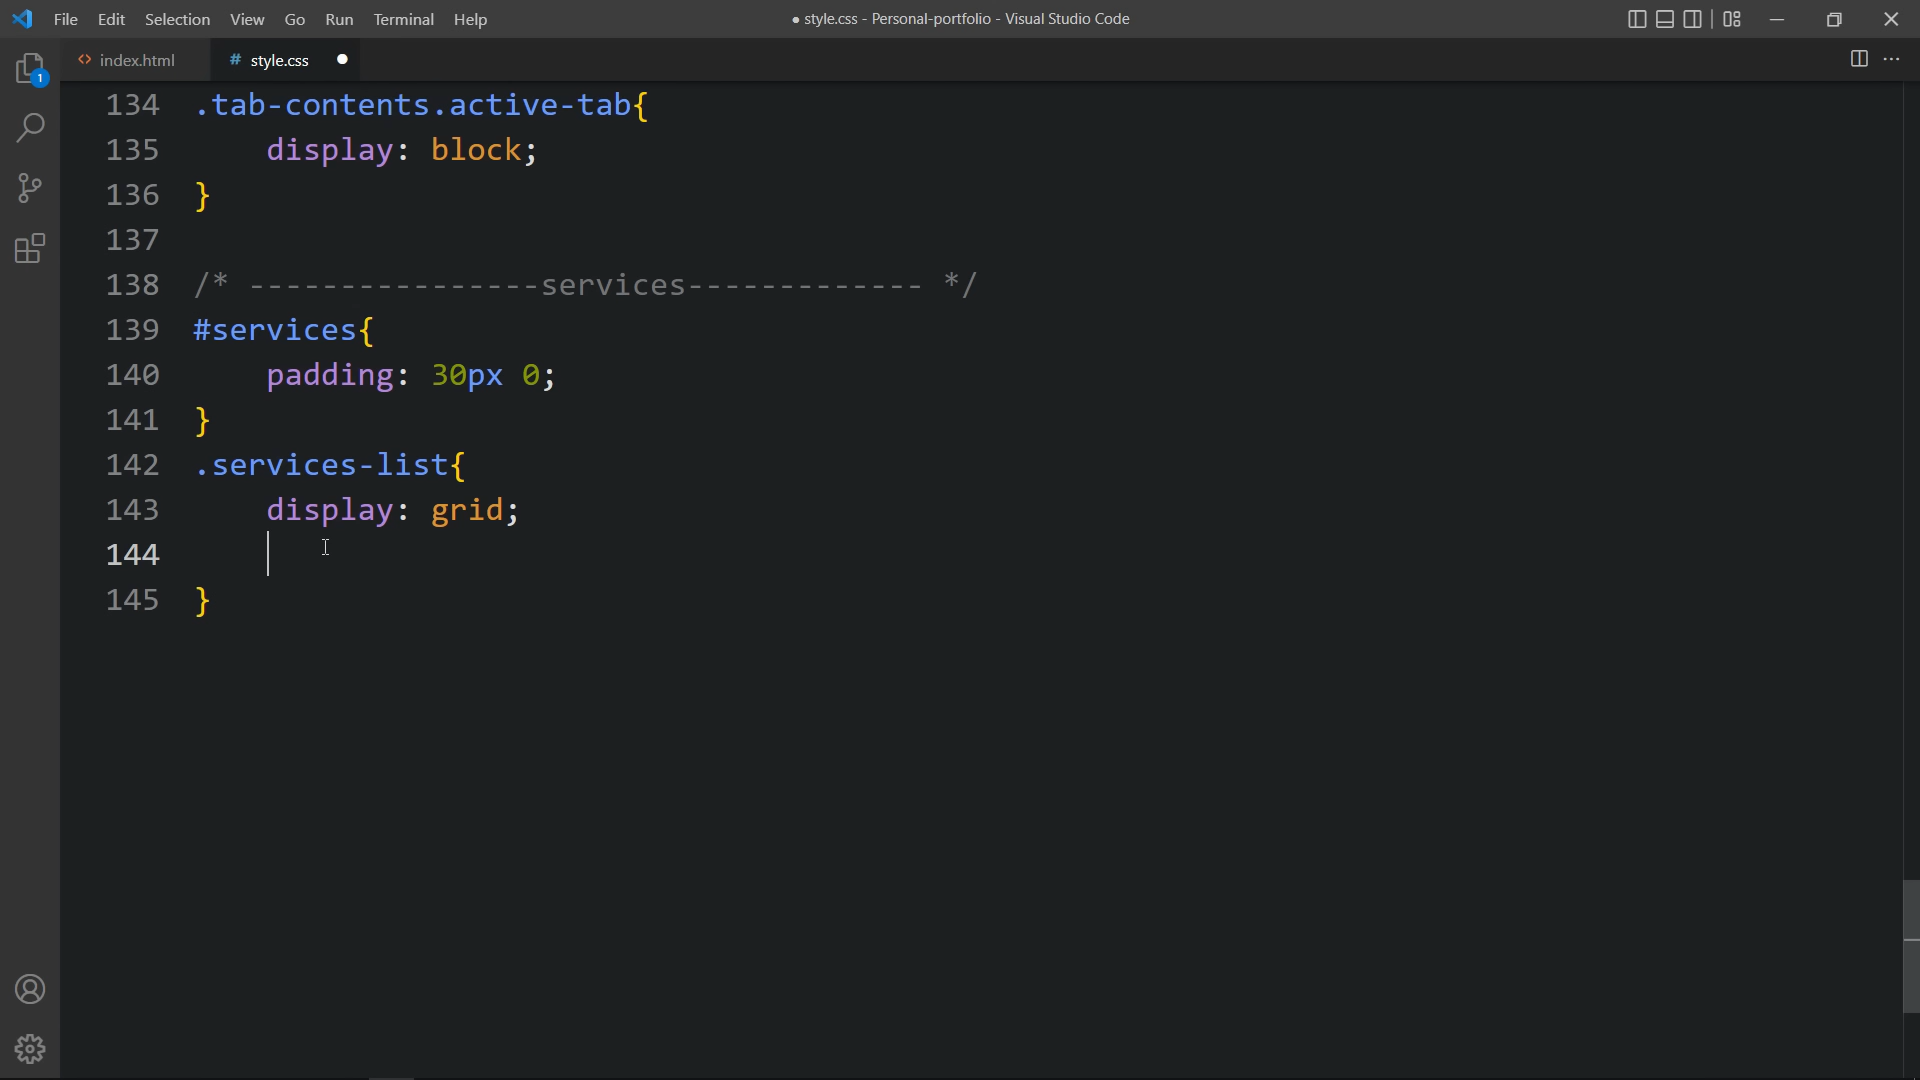 File Edit Selection View Go Run Terminal Help
● style.css - Personal-portfolio - Visual Studio Code
1
<> index.html
# style.css ●
134 .tab-contents.active-tab{
135     display: block;
136 }
137
138 /* ----------------services------------- */
139 #services{
140     padding: 30px 0;
141 }
142 .services-list{
143     display: grid;
144
145 }